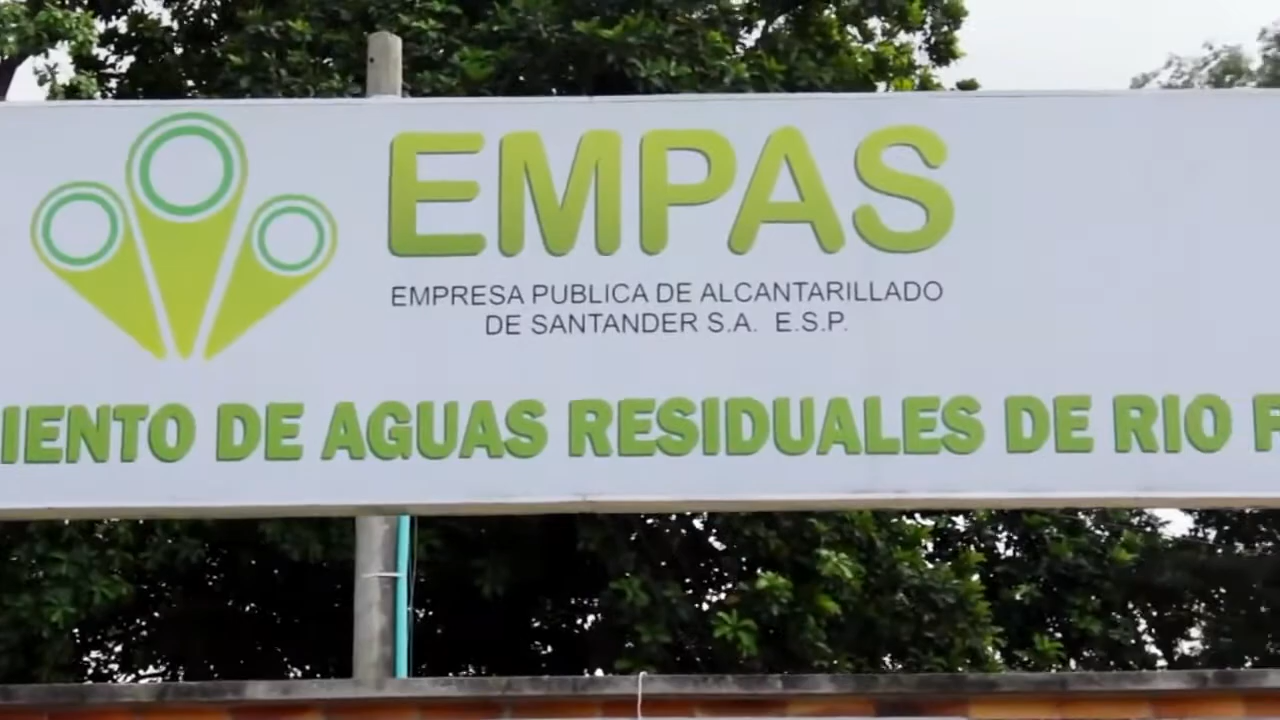 EMPAS
EMPRESA PUBLICA DE ALCANTARILLADO
DE SANTANDER S.A. E.S.P.
IENTO DE AGUAS RESIDUALES DE RIO F